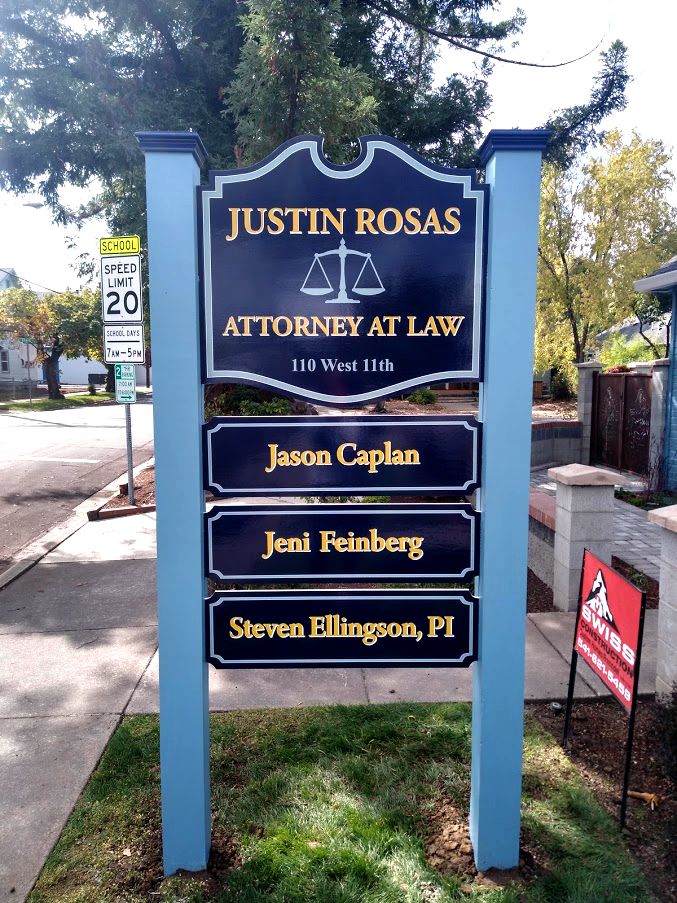 JUSTIN ROSAS
ATTORNEY AT LAW
110 West 11th
Jason Caplan
Jeni Feinberg
Steven Ellingson, PI
SCHOOL
SPEED
LIMIT
20
SCHOOL DAYS
7AM–5PM
2
SWISS
CONSTRUCTION